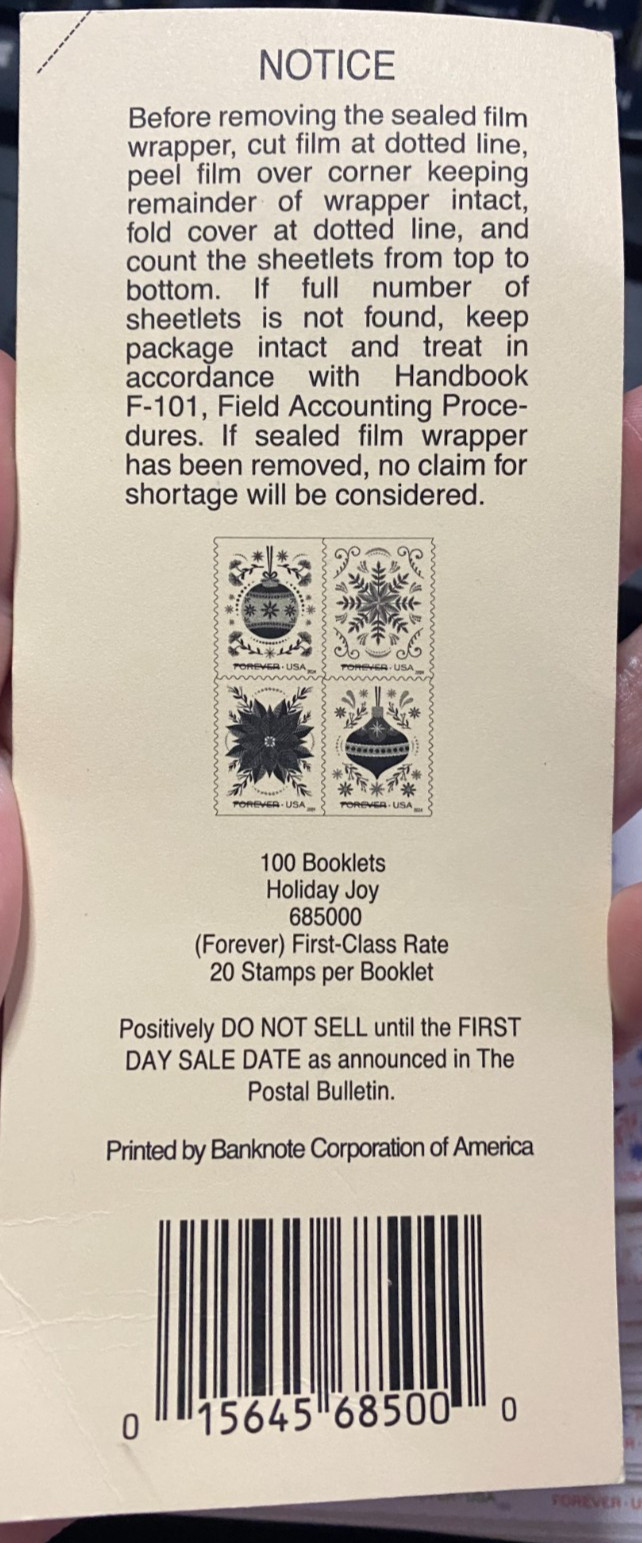 NOTICE
Before removing the sealed film
wrapper, cut film at dotted line,
peel film over corner keeping
remainder of wrapper intact,
fold cover at dotted line, and
count the sheetlets from top to
bottom. If full number of
sheetlets is not found, keep
package intact and treat in
accordance with Handbook
F-101, Field Accounting Proce-
dures. If sealed film wrapper
has been removed, no claim for
shortage will be considered.
FOREVER · USA
FOREVER · USA
FOREVER · USA
FOREVER · USA
100 Booklets
Holiday Joy
685000
(Forever) First-Class Rate
20 Stamps per Booklet
Positively DO NOT SELL until the FIRST
DAY SALE DATE as announced in The
Postal Bulletin.
Printed by Banknote Corporation of America
0 15645 68500 0
FOREVER · U